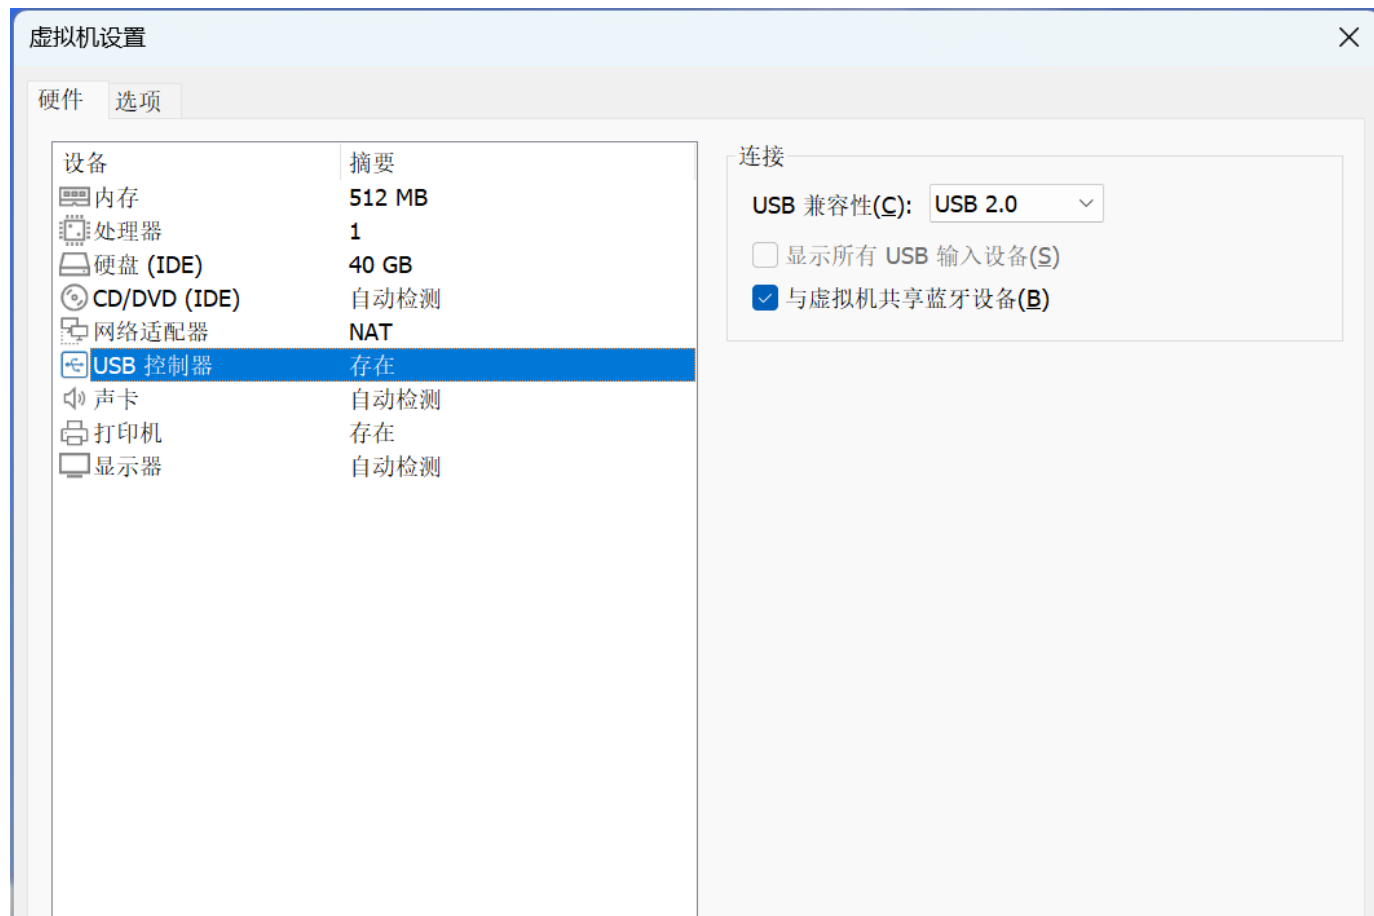 虚拟机设置
硬件 选项
设备 摘要
内存 512 MB
处理器 1
硬盘 (IDE) 40 GB
CD/DVD (IDE) 自动检测
网络适配器 NAT
USB 控制器 存在
声卡 自动检测
打印机 存在
显示器 自动检测
连接
USB 兼容性(C): USB 2.0
显示所有 USB 输入设备(S)
与虚拟机共享蓝牙设备(B)